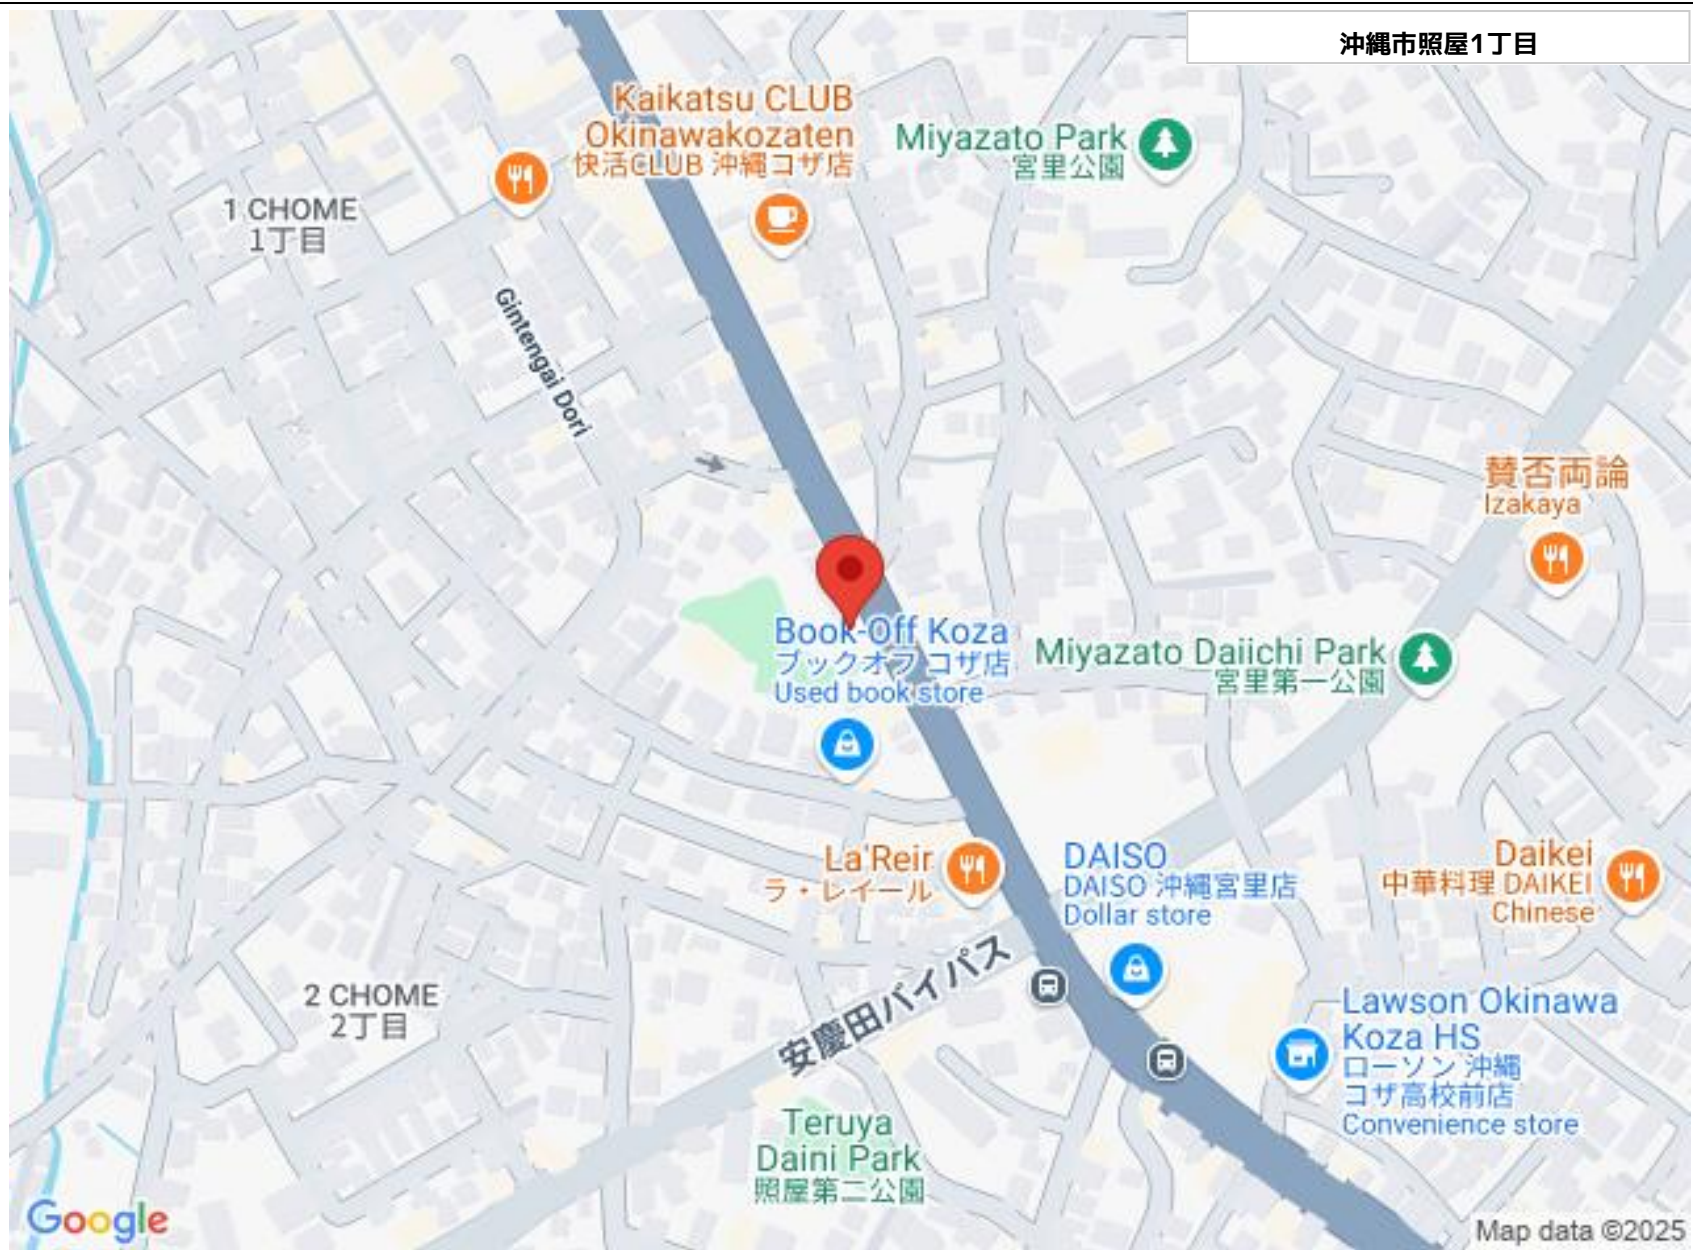 沖縄市照屋1丁目
Kaikatsu CLUB
Okinawakozaten
快活CLUB 沖縄コザ店
Miyazato Park
宮里公園
1 CHOME
1丁目
Gintengai Dori
賛否両論
Izakaya
Book-Off Koza
ブックオフ コザ店
Used book store
Miyazato Daiichi Park
宮里第一公園
La'Reir
ラ・レイール
DAISO
DAISO 沖縄宮里店
Dollar store
Daikei
中華料理 DAIKEI
Chinese
安慶田バイパス
2 CHOME
2丁目
Lawson Okinawa
Koza HS
ローソン 沖縄
コザ高校前店
Convenience store
Teruya
Daini Park
照屋第二公園
Google
Map data ©2025